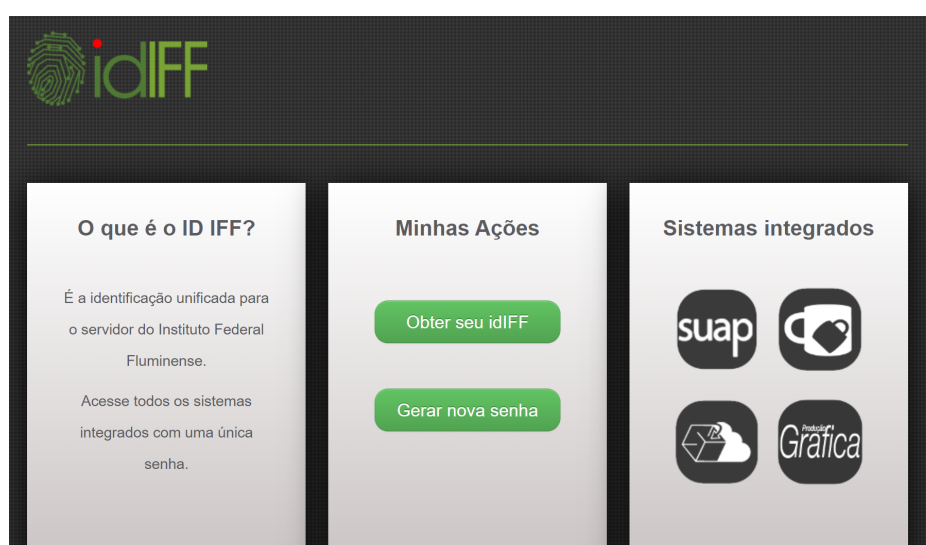 idIFF
O que é o ID IFF?
É a identificação unificada para
o servidor do Instituto Federal
Fluminense.
Acesse todos os sistemas
integrados com uma única
senha.
Minhas Ações
Obter seu idIFF
Gerar nova senha
Sistemas integrados
suap
Produção
Gráfica